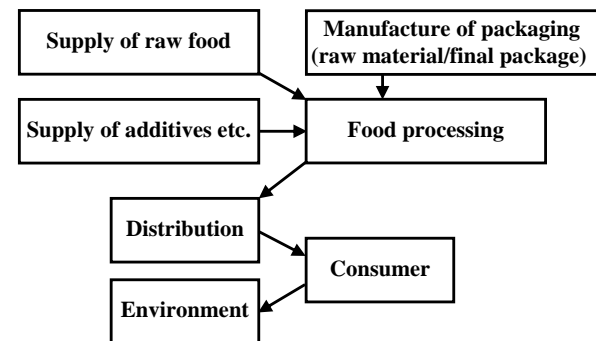 Supply of raw food
Manufacture of packaging
(raw material/final package)
Supply of additives etc.
Food processing
Distribution
Consumer
Environment